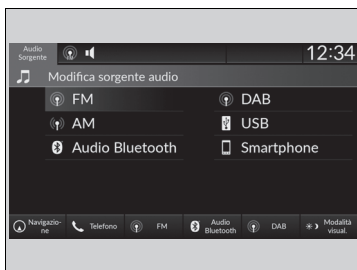 Audio
Sorgente
12:34
Modifica sorgente audio
FM
DAB
AM
USB
Audio Bluetooth
Smartphone
Navigazio-
ne
Telefono
FM
Audio
Bluetooth
DAB
Modalità
visual.